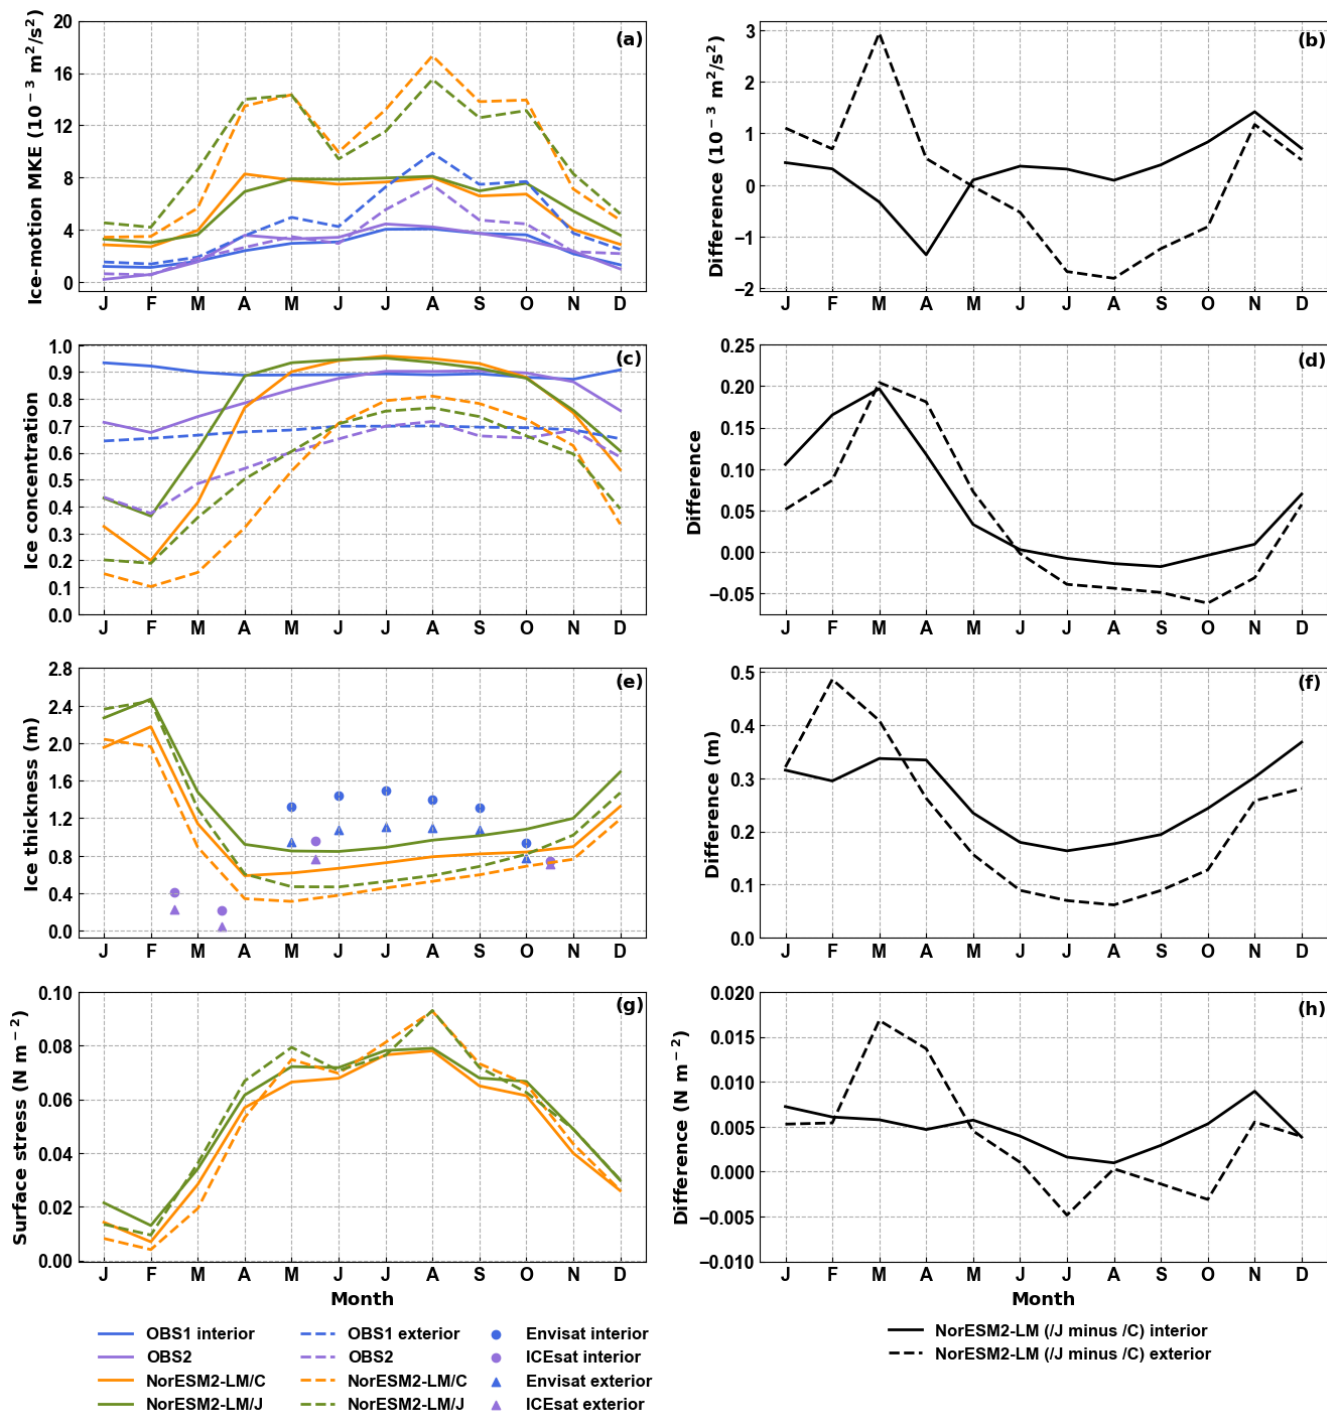 Ice-motion MKE (10⁻³ m²/s²)
20
16
12
8
4
0
(a)
J F M A M J J A S O N D
Difference (10⁻³ m²/s²)
3
2
1
0
−1
−2
(b)
J F M A M J J A S O N D
Ice concentration
1.0
0.9
0.8
0.7
0.6
0.5
0.4
0.3
0.2
0.1
0.0
(c)
J F M A M J J A S O N D
Difference
0.25
0.20
0.15
0.10
0.05
0.00
−0.05
(d)
J F M A M J J A S O N D
Ice thickness (m)
2.8
2.4
2.0
1.6
1.2
0.8
0.4
0.0
(e)
J F M A M J J A S O N D
Difference (m)
0.5
0.4
0.3
0.2
0.1
0.0
(f)
J F M A M J J A S O N D
Surface stress (N m⁻²)
0.10
0.08
0.06
0.04
0.02
0.00
(g)
J F M A M J J A S O N D
Month
Difference (N m⁻²)
0.020
0.015
0.010
0.005
0.000
−0.005
−0.010
(h)
J F M A M J J A S O N D
Month
OBS1 interior OBS1 exterior Envisat interior
OBS2 OBS2 ICEsat interior
NorESM2-LM/C NorESM2-LM/C Envisat exterior
NorESM2-LM/J NorESM2-LM/J ICEsat exterior
NorESM2-LM (/J minus /C) interior
NorESM2-LM (/J minus /C) exterior